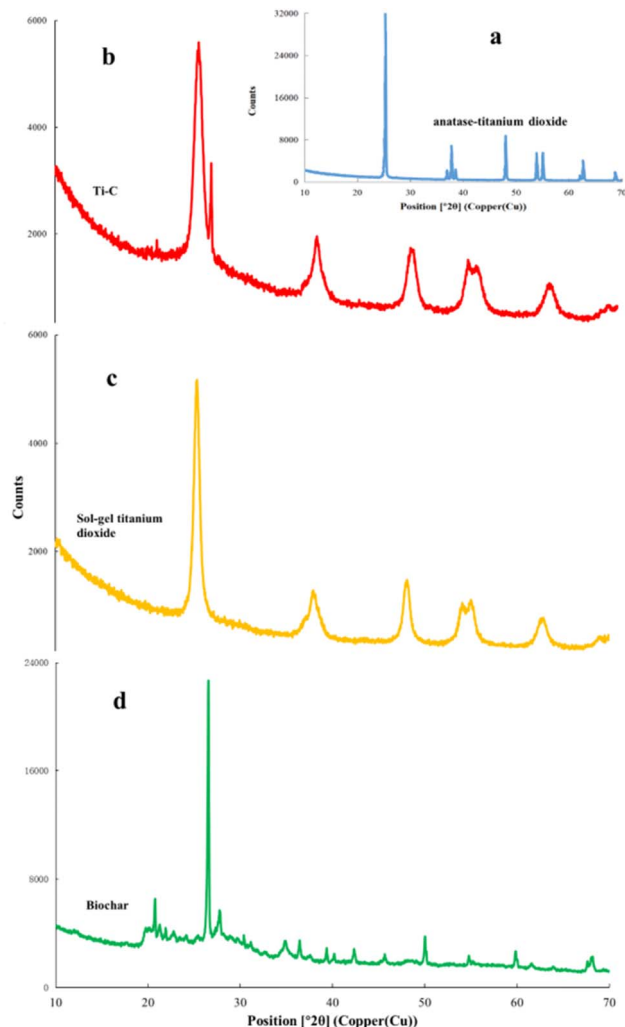 a
32000
24000
16000
8000
0
Counts
anatase-titanium dioxide
10
20
30
40
50
60
70
Position [°2θ] (Copper(Cu))
b
6000
4000
2000
Ti-C
c
6000
4000
2000
Counts
Sol-gel titanium
dioxide
d
24000
16000
8000
0
Biochar
10
20
30
40
50
60
70
Position [°2θ] (Copper(Cu))